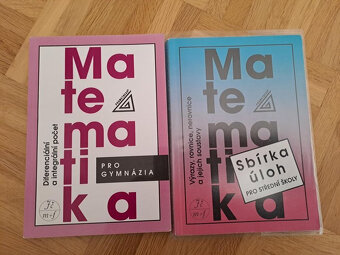 Ma
te
ma
ti
ka
Diferenciální
a integrální počet
PRO
GYMNÁZIA
Ma
te
ma
ti
ka
Výrazy, rovnice, nerovnice
a jejich soustavy
Sbírka
úloh
PRO STŘEDNÍ ŠKOLY